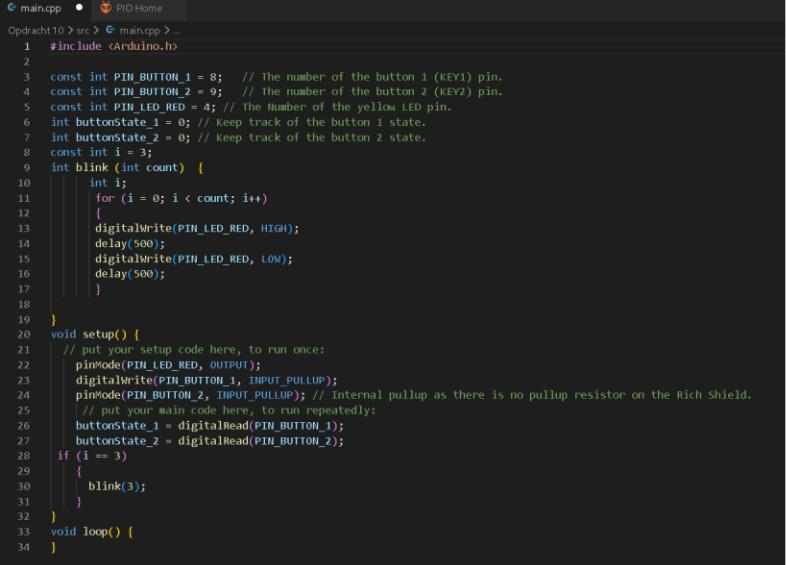 main.cpp ● PIO Home
Opdracht 10 > src > main.cpp > ...
1 #include <Arduino.h>
2
3 const int PIN_BUTTON_1 = 8; // The number of the button 1 (KEY1) pin.
4 const int PIN_BUTTON_2 = 9; // The number of the button 2 (KEY2) pin.
5 const int PIN_LED_RED = 4; // The Number of the yellow LED pin.
6 int buttonState_1 = 0; // Keep track of the button 1 state.
7 int buttonState_2 = 0; // Keep track of the button 2 state.
8 const int i = 3;
9 int blink (int count) {
10 int i;
11 for (i = 0; i < count; i++)
12 {
13 digitalWrite(PIN_LED_RED, HIGH);
14 delay(500);
15 digitalWrite(PIN_LED_RED, LOW);
16 delay(500);
17 }
18
19 }
20 void setup() {
21 // put your setup code here, to run once:
22 pinMode(PIN_LED_RED, OUTPUT);
23 digitalWrite(PIN_BUTTON_1, INPUT_PULLUP);
24 pinMode(PIN_BUTTON_2, INPUT_PULLUP); // Internal pullup as there is no pullup resistor on the Rich Shield.
25 // put your main code here, to run repeatedly:
26 buttonState_1 = digitalRead(PIN_BUTTON_1);
27 buttonState_2 = digitalRead(PIN_BUTTON_2);
28 if (i == 3)
29 {
30 blink(3);
31 }
32 }
33 void loop() {
34 }